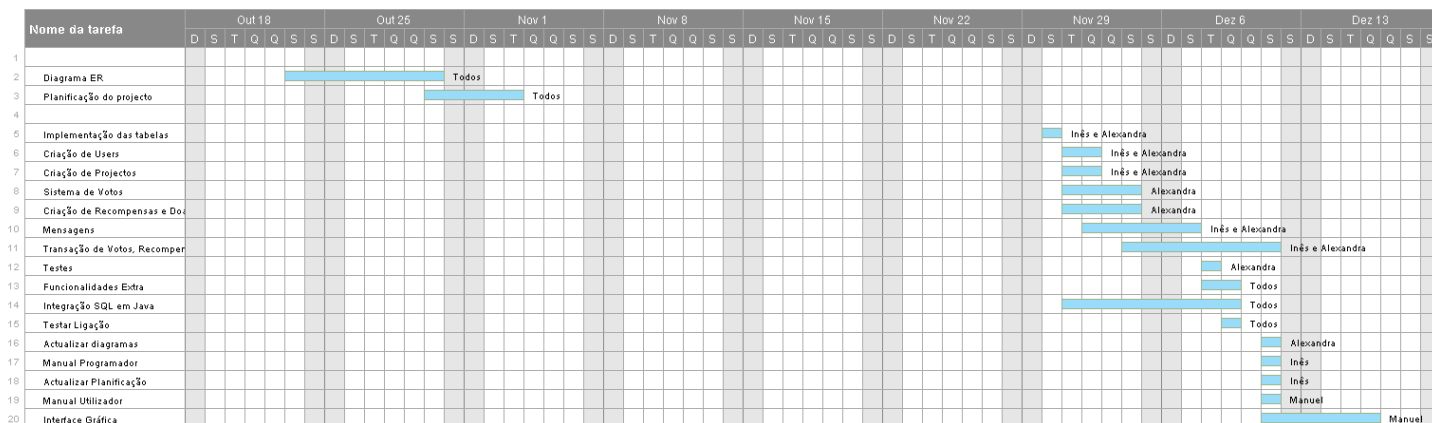 Nome da tarefa
Out 18 Out 25 Nov 1 Nov 8 Nov 15 Nov 22 Nov 29 Dez 6 Dez 13
D S T Q Q S S D S T Q Q S S D S T Q Q S S D S T Q Q S S D S T Q Q S S D S T Q Q S S D S T Q Q S S D S T Q Q S S D S T Q Q S S
1
2 Diagrama ER Todos
3 Planificação do projecto Todos
4
5 Implementação das tabelas Inês e Alexandra
6 Criação de Users Inês e Alexandra
7 Criação de Projectos Inês e Alexandra
8 Sistema de Votos Alexandra
9 Criação de Recompensas e Doa Alexandra
10 Mensagens Inês e Alexandra
11 Transação de Votos, Recompen Inês e Alexandra
12 Testes Alexandra
13 Funcionalidades Extra Todos
14 Integração SQL em Java Todos
15 Testar Ligação Todos
16 Actualizar diagramas Alexandra
17 Manual Programador Inês
18 Actualizar Planificação Inês
19 Manual Utilizador Manuel
20 Interface Gráfica Manuel